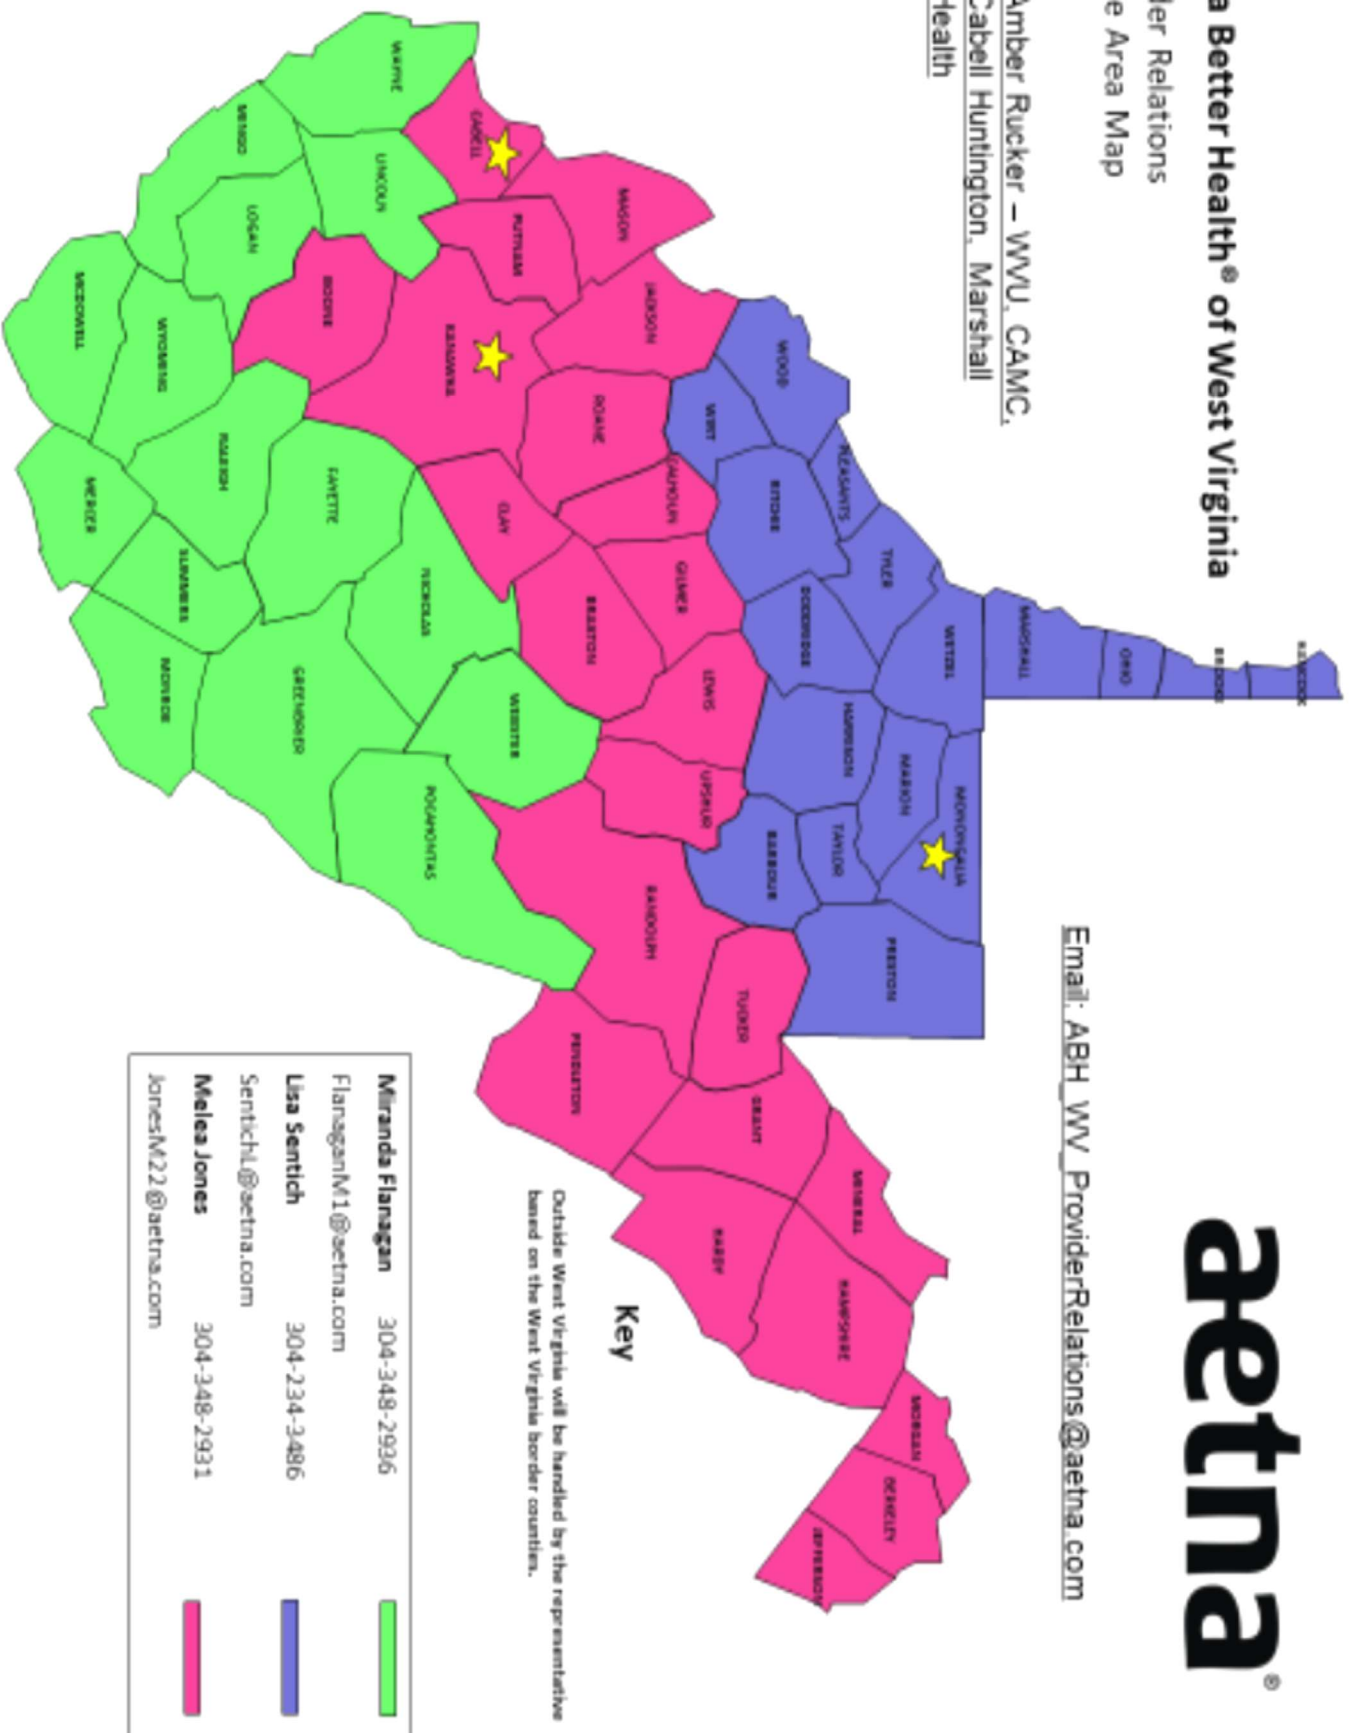 a Better Health® of West Virginia
der Relations
e Area Map
aetna®
Amber Rucker – WVU, CAMC,
Cabell Huntington, Marshall
Health
Email: ABH_WV_ProviderRelations@aetna.com
HANCOCK
BROOKE
OHIO
MARSHALL
WETZEL
MONONGALIA
TYLER
MARION
PRESTON
PLEASANTS
DODDRIDGE
HARRISON
TAYLOR
WOOD
RITCHIE
BARBOUR
WIRT
MORGAN
BERKELEY
JEFFERSON
MINERAL
HAMPSHIRE
GRANT
HARDY
TUCKER
PENDLETON
RANDOLPH
UPSHUR
LEWIS
GILMER
CALHOUN
BRAXTON
ROANE
JACKSON
MASON
PUTNAM
CABELL
KANAWHA
CLAY
BOONE
WEBSTER
POCAHONTAS
NICHOLAS
GREENBRIER
FAYETTE
WAYNE
LINCOLN
MINGO
LOGAN
RALEIGH
WYOMING
MCDOWELL
SUMMERS
MONROE
MERCER
Key
Outside West Virginia will be handled by the representative
based on the West Virginia border counties.
Miranda Flanagan 304-348-2936
FlanaganM1@aetna.com
Lisa Sentich 304-234-3486
SentichL@aetna.com
Melea Jones 304-348-2931
JonesM22@aetna.com